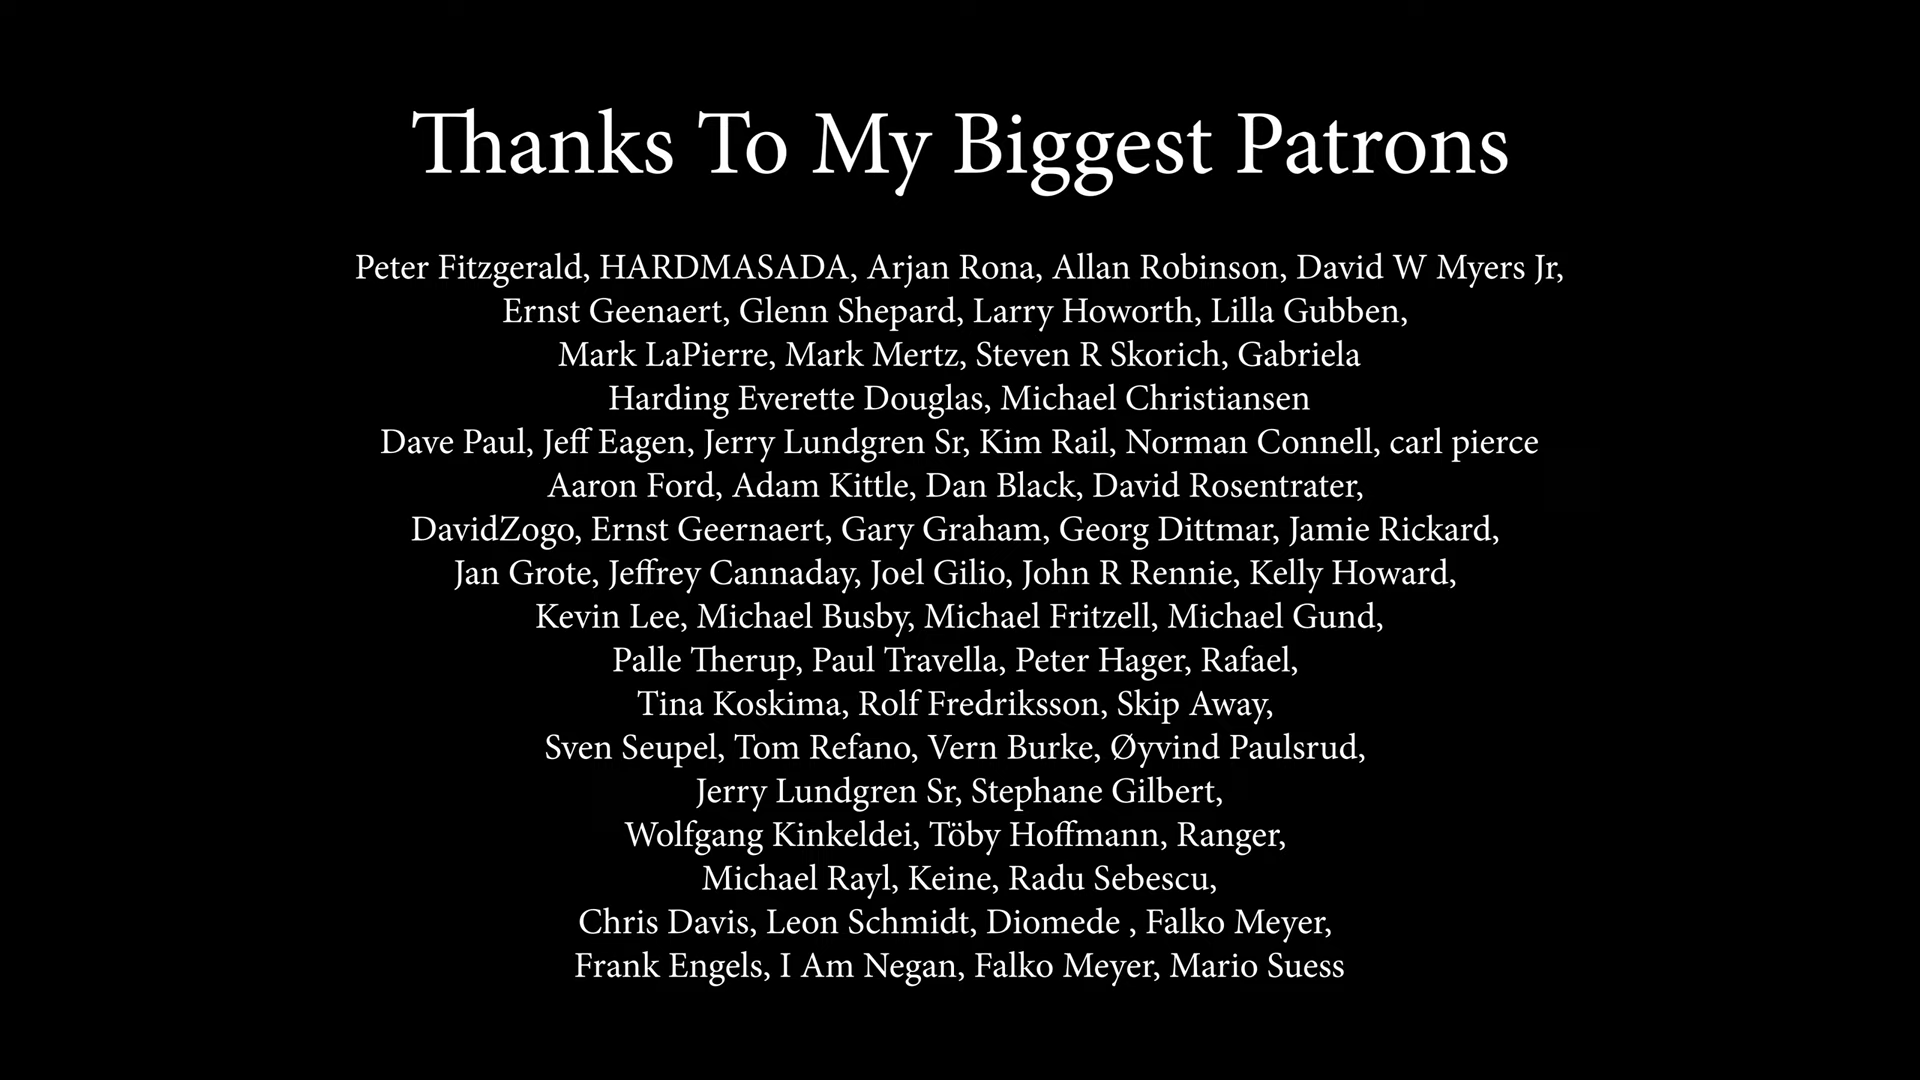 Thanks To My Biggest Patrons
Peter Fitzgerald, HARDMASADA, Arjan Rona, Allan Robinson, David W Myers Jr,
Ernst Geenaert, Glenn Shepard, Larry Howorth, Lilla Gubben,
Mark LaPierre, Mark Mertz, Steven R Skorich, Gabriela
Harding Everette Douglas, Michael Christiansen
Dave Paul, Jeff Eagen, Jerry Lundgren Sr, Kim Rail, Norman Connell, carl pierce
Aaron Ford, Adam Kittle, Dan Black, David Rosentrater,
DavidZogo, Ernst Geernaert, Gary Graham, Georg Dittmar, Jamie Rickard,
Jan Grote, Jeffrey Cannaday, Joel Gilio, John R Rennie, Kelly Howard,
Kevin Lee, Michael Busby, Michael Fritzell, Michael Gund,
Palle Therup, Paul Travella, Peter Hager, Rafael,
Tina Koskima, Rolf Fredriksson, Skip Away,
Sven Seupel, Tom Refano, Vern Burke, Øyvind Paulsrud,
Jerry Lundgren Sr, Stephane Gilbert,
Wolfgang Kinkeldei, Töby Hoffmann, Ranger,
Michael Rayl, Keine, Radu Sebescu,
Chris Davis, Leon Schmidt, Diomede , Falko Meyer,
Frank Engels, I Am Negan, Falko Meyer, Mario Suess